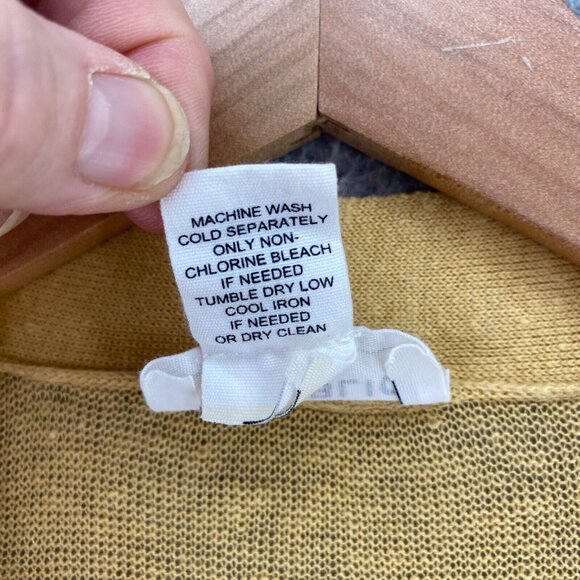 MACHINE WASH
COLD SEPARATELY
ONLY NON-
CHLORINE BLEACH
IF NEEDED
TUMBLE DRY LOW
COOL IRON
IF NEEDED
OR DRY CLEAN